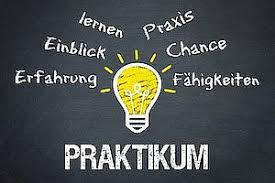 lernen Praxis
Einblick Chance
Erfahrung Fähigkeiten
PRAKTIKUM